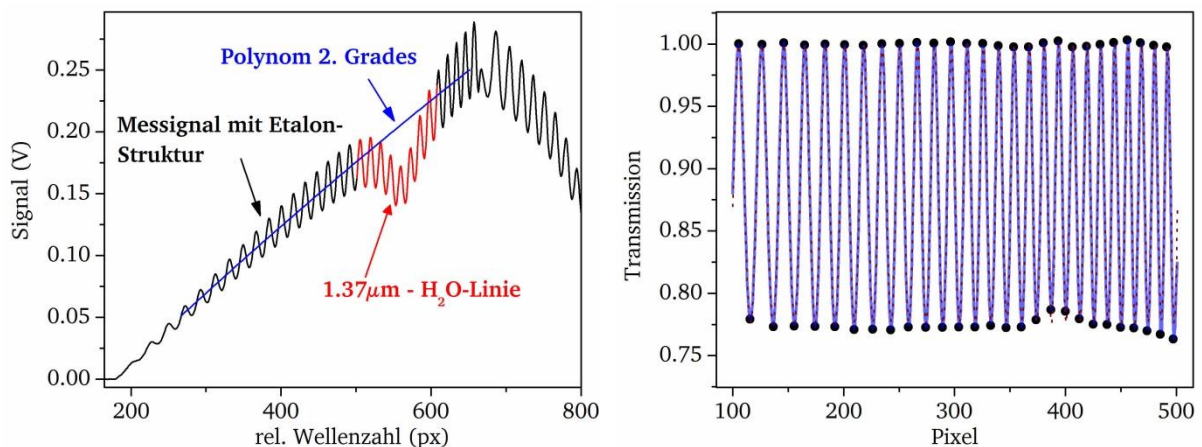 Signal (V)
0.25
0.20
0.15
0.10
0.05
0.00
Polynom 2. Grades
Messignal mit Etalon-
Struktur
1.37μm - H₂O-Linie
200
400
600
800
rel. Wellenzahl (px)
Transmission
1.00
0.95
0.90
0.85
0.80
0.75
100
200
300
400
500
Pixel